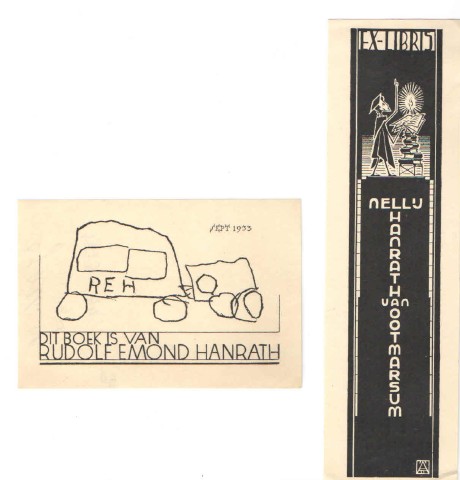 SEPT 1933
REH
DIT BOEK IS VAN
RUDOLF EMOND HANRATH
EX-LIBRIS
NELLY
HANRATH
VAN
OOTMARSUM